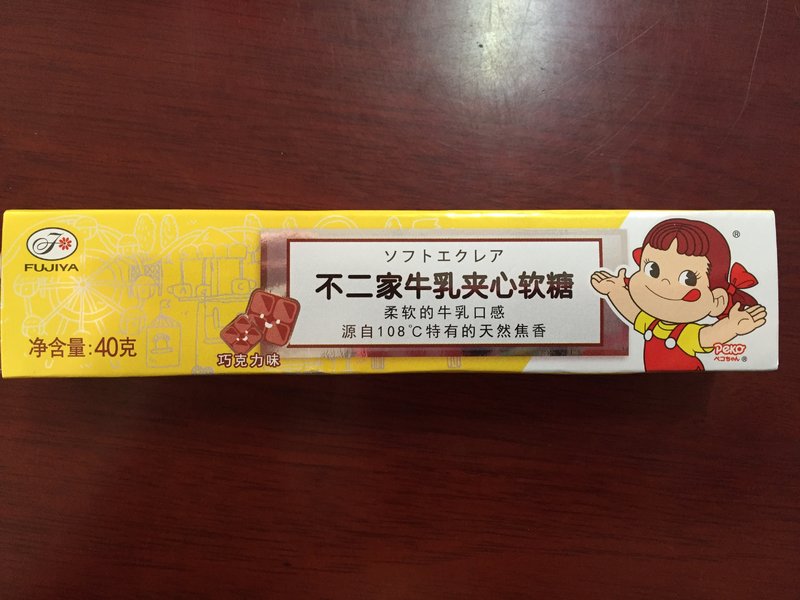 FUJIYA
净含量:40克
巧克力味
ソフトエクレア
不二家牛乳夹心软糖
柔软的牛乳口感
源自108℃特有的天然焦香
®
Peko
ペコちゃん®